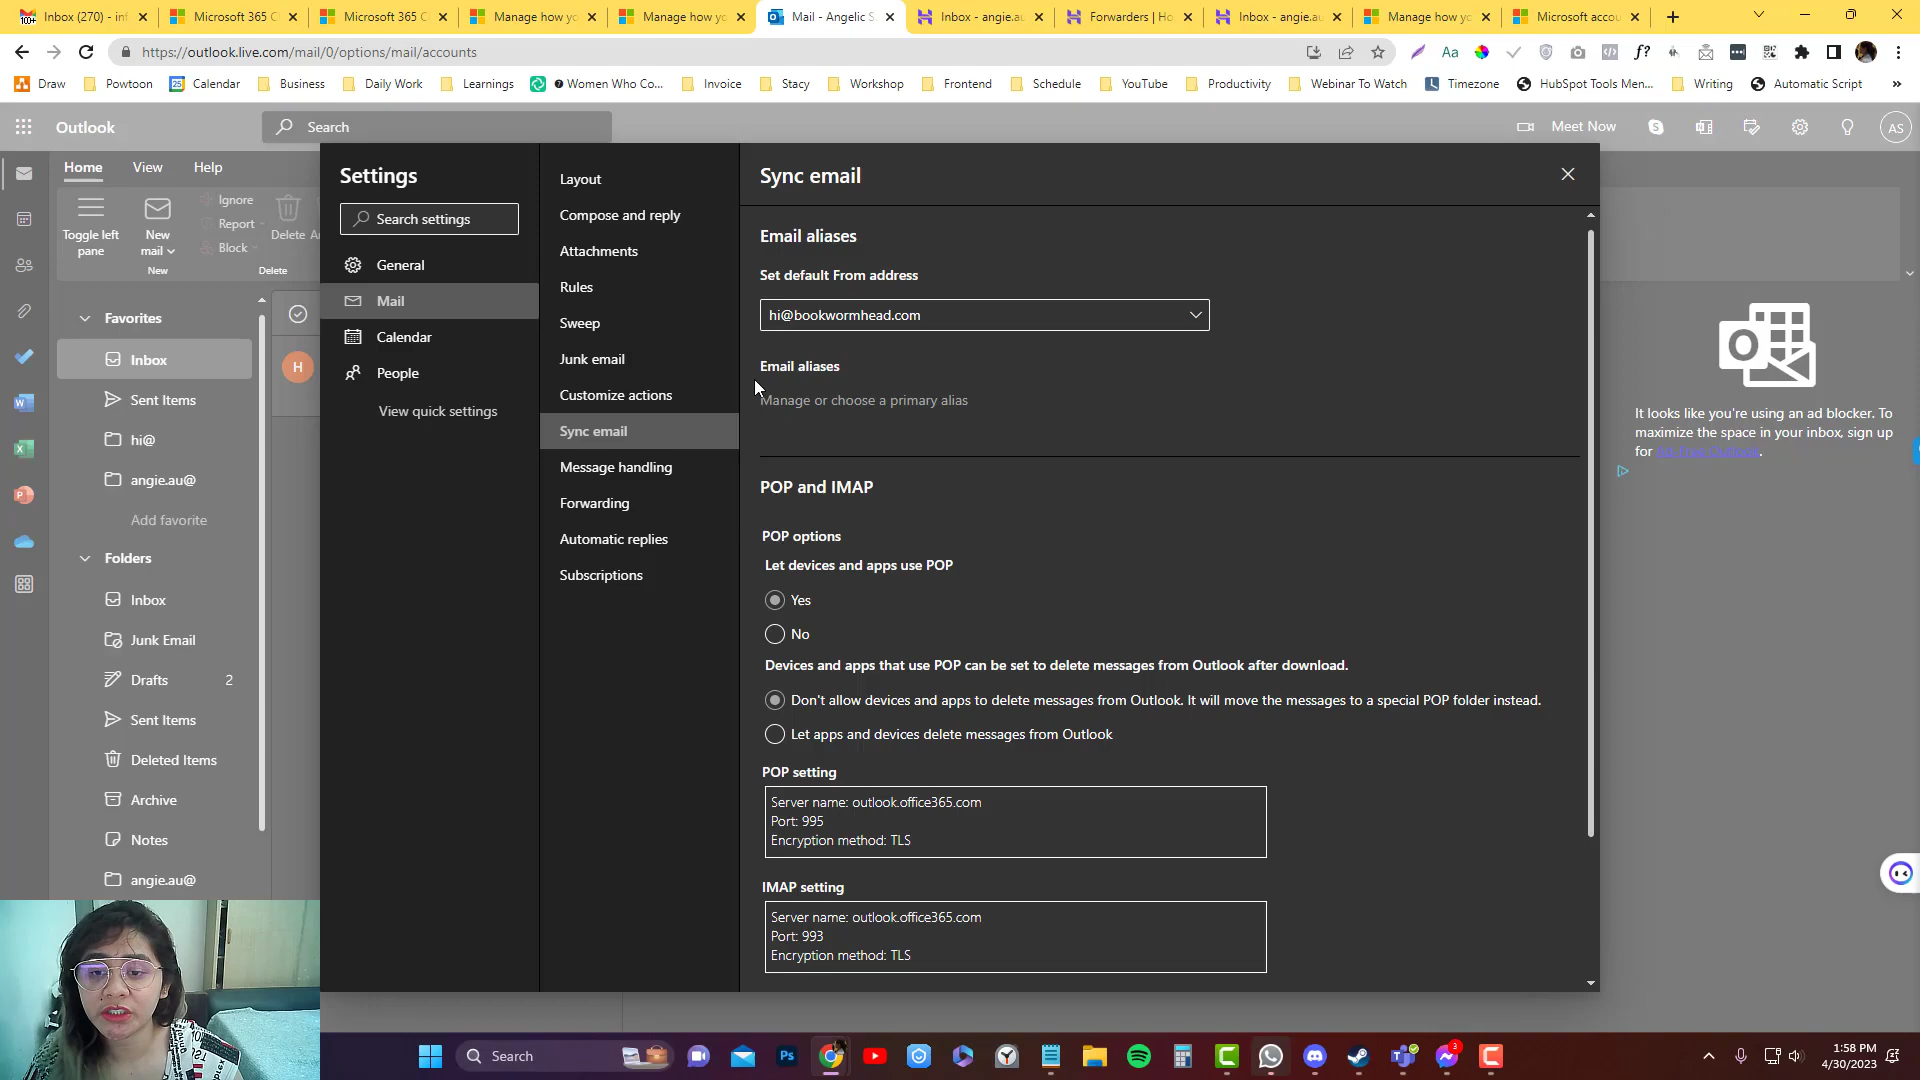 Inbox (270) - inf
Microsoft 365 C
Microsoft 365 C
Manage how yo
Manage how yo
Mail - Angelic S
Inbox - angie.au
Forwarders | Ho
Inbox - angie.au
Manage how yo
Microsoft accou
https://outlook.live.com/mail/0/options/mail/accounts
Draw
Powtoon
Calendar
Business
Daily Work
Learnings
Women Who Co...
Invoice
Stacy
Workshop
Frontend
Schedule
YouTube
Productivity
Webinar To Watch
Timezone
HubSpot Tools Men...
Writing
Automatic Script
Outlook
Search
Meet Now
AS
Home
View
Help
Toggle left pane
New mail
New
Ignore
Report
Block
Delete
Delete
Favorites
Inbox
Sent Items
hi@
angie.au@
Add favorite
Folders
Inbox
Junk Email
Drafts 2
Sent Items
Deleted Items
Archive
Notes
angie.au@
H
Settings
Search settings
General
Mail
Calendar
People
View quick settings
Layout
Compose and reply
Attachments
Rules
Sweep
Junk email
Customize actions
Sync email
Message handling
Forwarding
Automatic replies
Subscriptions
Sync email
Email aliases
Set default From address
hi@bookwormhead.com
Email aliases
Manage or choose a primary alias
POP and IMAP
POP options
Let devices and apps use POP
Yes
No
Devices and apps that use POP can be set to delete messages from Outlook after download.
Don't allow devices and apps to delete messages from Outlook. It will move the messages to a special POP folder instead.
Let apps and devices delete messages from Outlook
POP setting
Server name: outlook.office365.com
Port: 995
Encryption method: TLS
IMAP setting
Server name: outlook.office365.com
Port: 993
Encryption method: TLS
It looks like you're using an ad blocker. To
maximize the space in your inbox, sign up
for Ad-Free Outlook.
Search
1:58 PM
4/30/2023